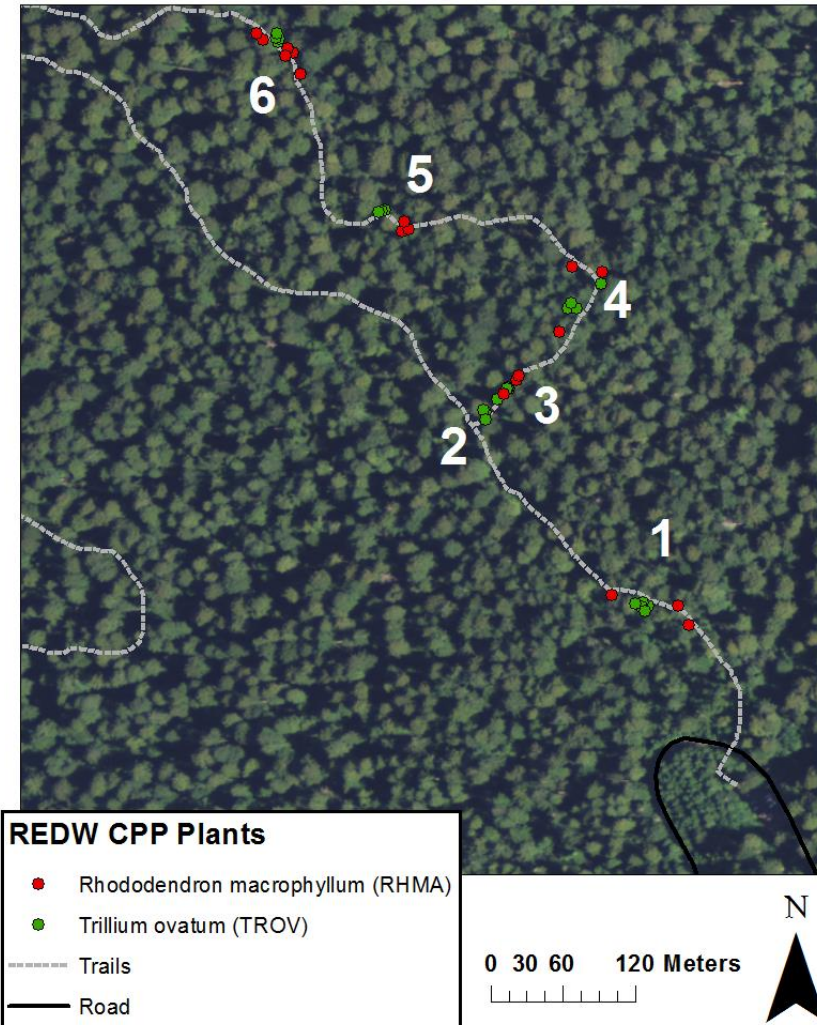 6
5
4
3
2
1
REDW CPP Plants
Rhododendron macrophyllum (RHMA)
Trillium ovatum (TROV)
Trails
Road
0 30 60 120 Meters
N